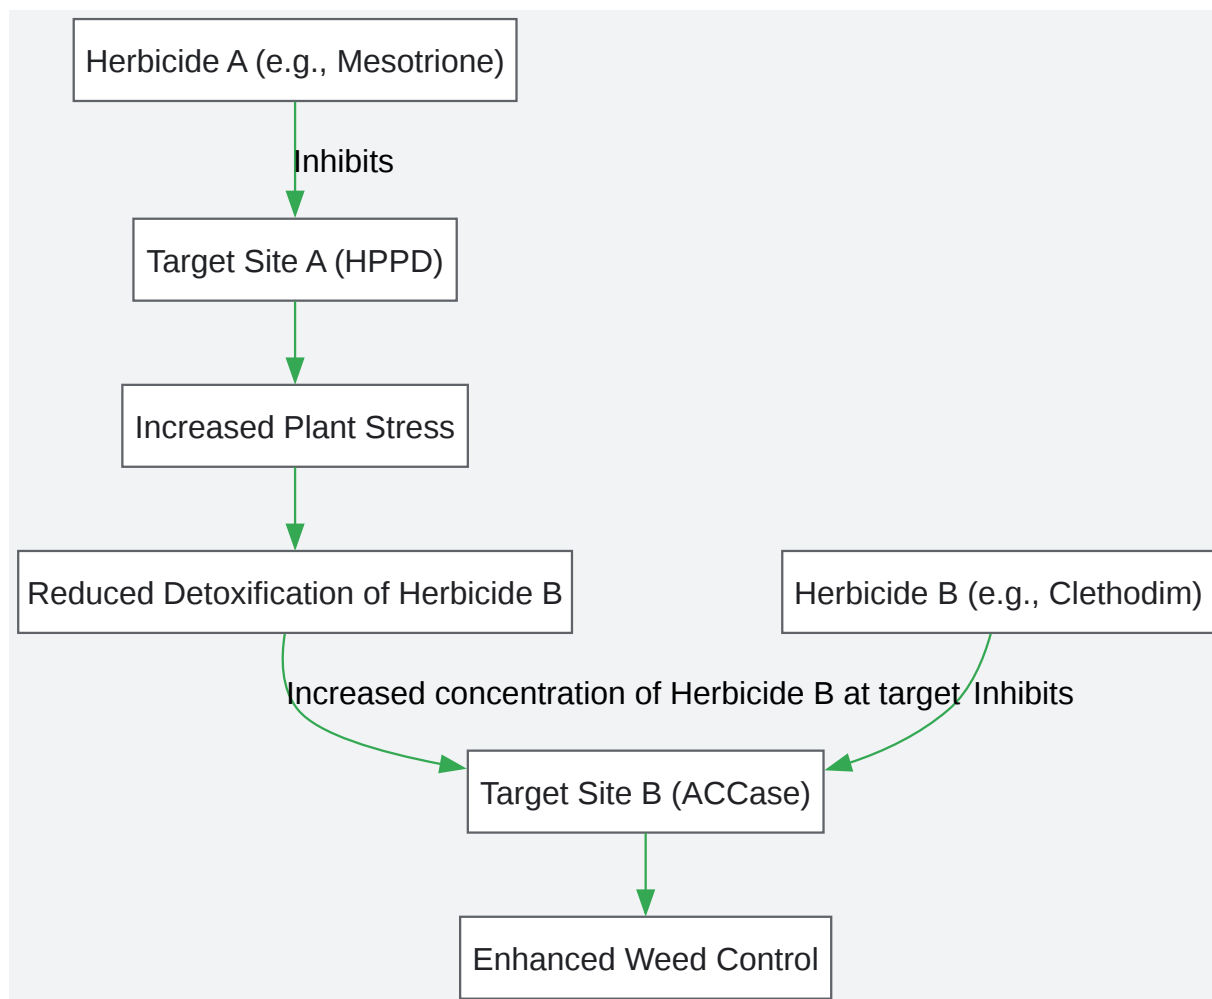 Herbicide A (e.g., Mesotrione)
Inhibits
Target Site A (HPPD)
Increased Plant Stress
Reduced Detoxification of Herbicide B
Herbicide B (e.g., Clethodim)
Increased concentration of Herbicide B at target
Inhibits
Target Site B (ACCase)
Enhanced Weed Control